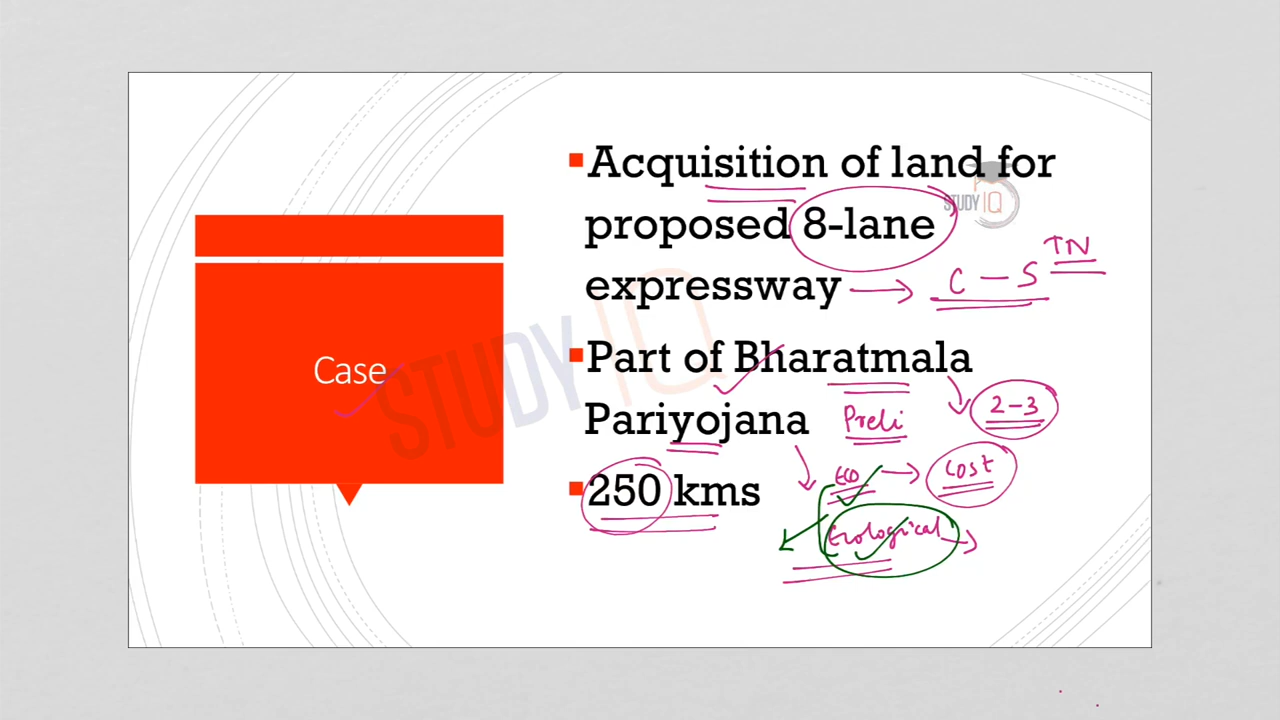 Case
Acquisition of land for
proposed 8-lane
expressway → C – S TN
Part of Bharatmala
Pariyojana Preli 2-3
250 kms Eco → Cost
Ecological →
STUDY IQ
STUDY IQ